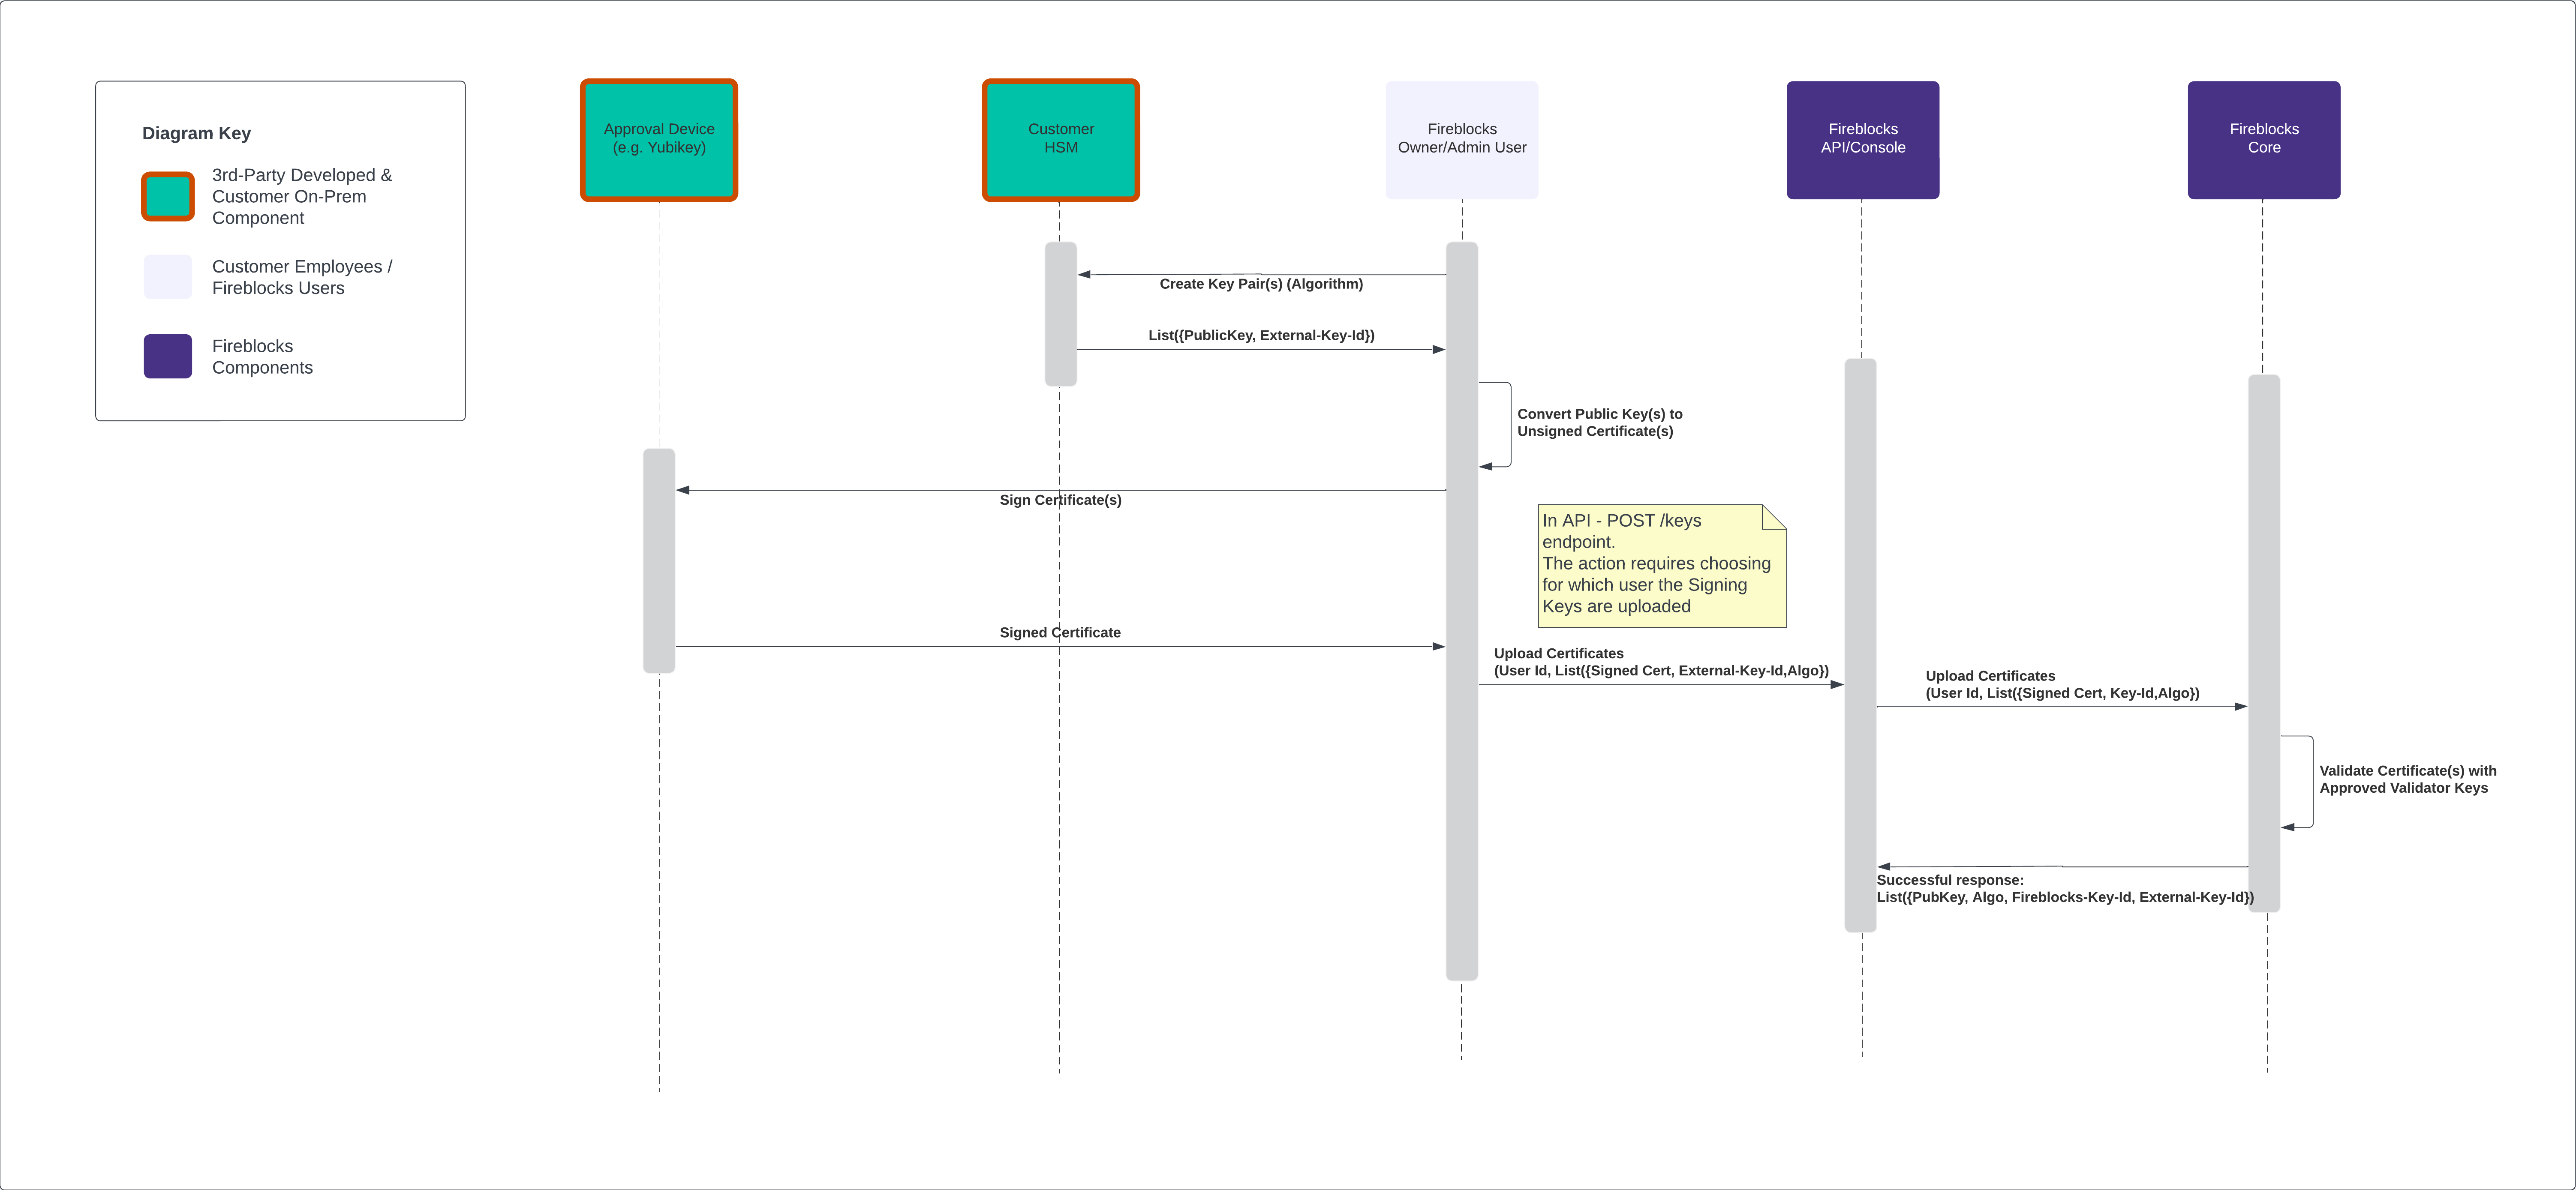 Diagram Key
3rd-Party Developed &
Customer On-Prem
Component
Customer Employees /
Fireblocks Users
Fireblocks
Components
Approval Device
(e.g. Yubikey)
Customer
HSM
Fireblocks
Owner/Admin User
Fireblocks
API/Console
Fireblocks
Core
Create Key Pair(s) (Algorithm)
List({PublicKey, External-Key-Id})
Convert Public Key(s) to
Unsigned Certificate(s)
Sign Certificate(s)
In API - POST /keys
endpoint.
The action requires choosing
for which user the Signing
Keys are uploaded
Signed Certificate
Upload Certificates
(User Id, List({Signed Cert, External-Key-Id,Algo})
Upload Certificates
(User Id, List({Signed Cert, Key-Id,Algo})
Validate Certificate(s) with
Approved Validator Keys
Successful response:
List({PubKey, Algo, Fireblocks-Key-Id, External-Key-Id})